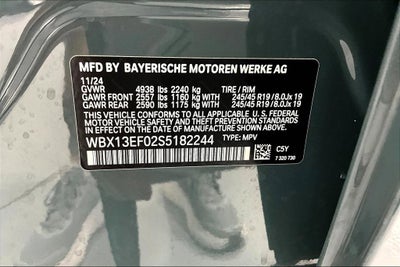 MFD BY BAYERISCHE MOTOREN WERKE AG
11/24
GVWR 4938 lbs 2240 kg TIRE / RIM
GAWR FRONT 2557 lbs 1160 kg WITH 245/45 R19 / 8.0Jx 19
GAWR REAR 2590 lbs 1175 kg WITH 245/45 R19 / 8.0Jx 19
THIS VEHICLE CONFORMS TO ALL APPLICABLE U. S. FEDERAL
MOTOR VEHICLE SAFETY AND THEFT PREVENTION STANDARDS
IN EFFECT ON THE DATE OF MANUFACTURE SHOWN ABOVE.
WBX13EF02S5182244 TYPE: MPV
C5Y
7 320 730